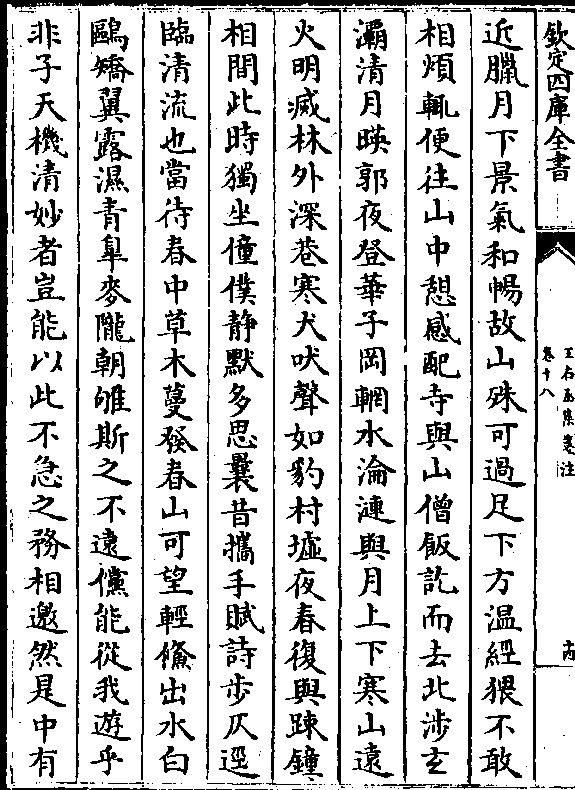 欽定四庫全書
王右丞集箋注
卷十八
六
近臘月下景氣和暢故山殊可過足下方溫經猥不敢
相煩輒便往山中憩感配寺與山僧飯訖而去北涉玄
灞清月映郭夜登華子岡輞水淪漣與月上下寒山遠
火明滅林外深巷寒犬吠聲如豹村墟夜舂復與踈鐘
相間此時獨坐僮僕静默多思曩昔攜手賦詩步仄逕
臨清流也當待春中草木蔓發春山可望輕鯈出水白
鷗矯翼露濕青臯麥隴朝雊斯之不遠儻能從我遊乎
非子天機清妙者豈能以此不急之務相邀然是中有